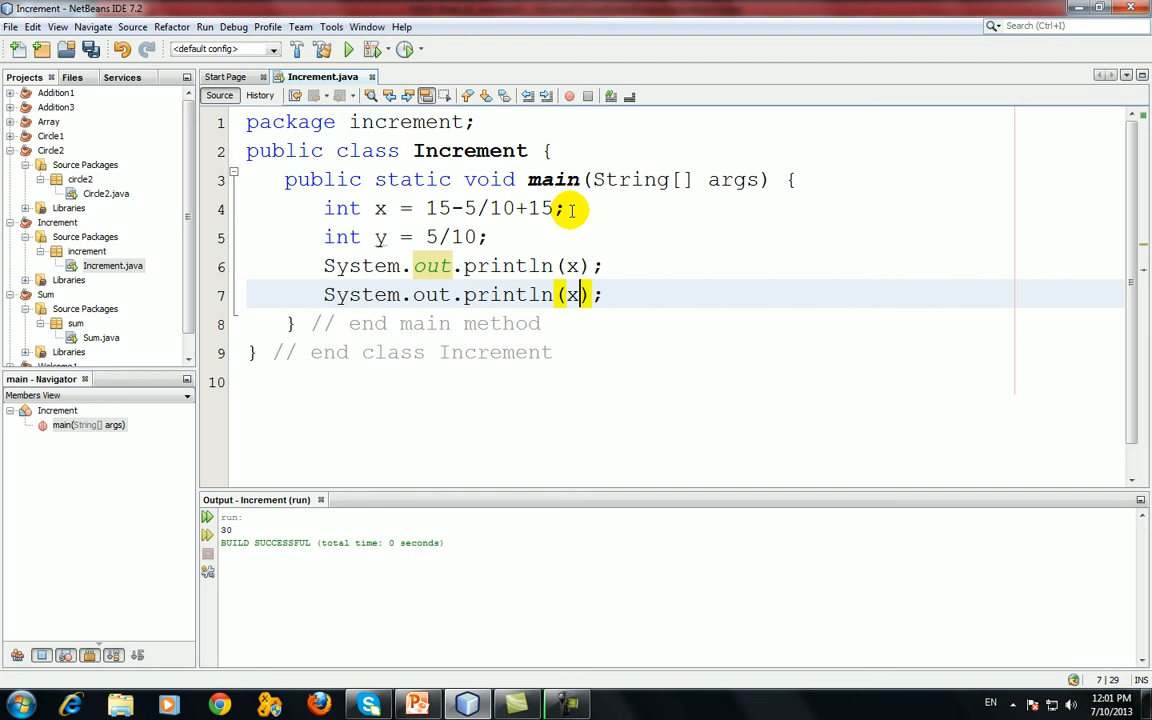 Increment - NetBeans IDE 7.2
File Edit View Navigate Source Refactor Run Debug Profile Team Tools Window Help
Search (Ctrl+I)
<default config>
Projects Files Services
Start Page Increment.java
Source History
Addition1
Addition3
Array
Circle1
Circle2
Source Packages
circle2
Circle2.java
Libraries
Increment
Source Packages
increment
Increment.java
Libraries
Sum
Source Packages
sum
Sum.java
Libraries
1 package increment;
2 public class Increment {
3 public static void main(String[] args) {
4 int x = 15-5/10+15;
5 int y = 5/10;
6 System.out.println(x);
7 System.out.println(x);
8 } // end main method
9 } // end class Increment
10
main - Navigator
Members View
Increment
main(String[] args)
Output - Increment (run)
run:
30
BUILD SUCCESSFUL (total time: 0 seconds)
7 | 29 INS
EN
12:01 PM
7/10/2013